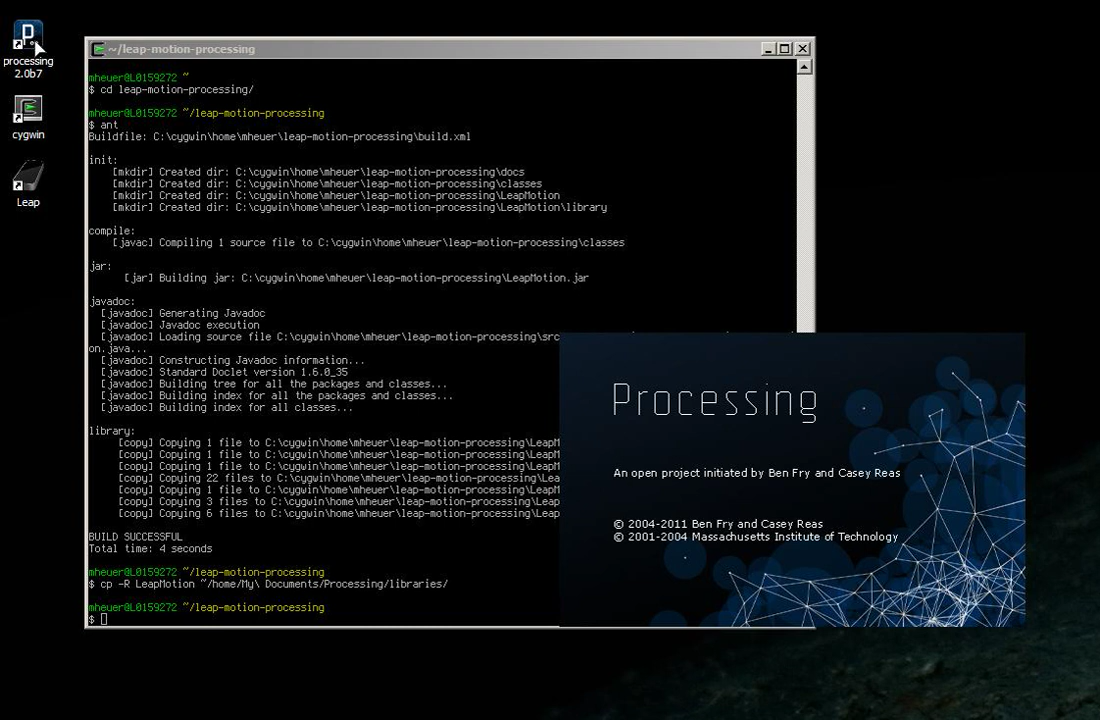 processing
2.0b7
cygwin
Leap
~/leap-motion-processing
mheuer@L0159272 ~
$ cd leap-motion-processing/
mheuer@L0159272 ~/leap-motion-processing
$ ant
Buildfile: C:\cygwin\home\mheuer\leap-motion-processing\build.xml
init:
[mkdir] Created dir: C:\cygwin\home\mheuer\leap-motion-processing\docs
[mkdir] Created dir: C:\cygwin\home\mheuer\leap-motion-processing\classes
[mkdir] Created dir: C:\cygwin\home\mheuer\leap-motion-processing\LeapMotion
[mkdir] Created dir: C:\cygwin\home\mheuer\leap-motion-processing\LeapMotion\library
compile:
[javac] Compiling 1 source file to C:\cygwin\home\mheuer\leap-motion-processing\classes
jar:
[jar] Building jar: C:\cygwin\home\mheuer\leap-motion-processing\LeapMotion.jar
javadoc:
[javadoc] Generating Javadoc
[javadoc] Javadoc execution
[javadoc] Loading source file C:\cygwin\home\mheuer\leap-motion-processing\src
on.java...
[javadoc] Constructing Javadoc information...
[javadoc] Standard Doclet version 1.6.0_35
[javadoc] Building tree for all the packages and classes...
[javadoc] Building index for all the packages and classes...
[javadoc] Building index for all classes...
library:
[copy] Copying 1 file to C:\cygwin\home\mheuer\leap-motion-processing\LeapM
[copy] Copying 1 file to C:\cygwin\home\mheuer\leap-motion-processing\LeapM
[copy] Copying 1 file to C:\cygwin\home\mheuer\leap-motion-processing\LeapM
[copy] Copying 22 files to C:\cygwin\home\mheuer\leap-motion-processing\Lea
[copy] Copying 1 file to C:\cygwin\home\mheuer\leap-motion-processing\LeapM
[copy] Copying 3 files to C:\cygwin\home\mheuer\leap-motion-processing\Leap
[copy] Copying 6 files to C:\cygwin\home\mheuer\leap-motion-processing\Leap
BUILD SUCCESSFUL
Total time: 4 seconds
mheuer@L0159272 ~/leap-motion-processing
$ cp -R LeapMotion ~/home/My\ Documents/Processing/libraries/
mheuer@L0159272 ~/leap-motion-processing
$
Processing
An open project initiated by Ben Fry and Casey Reas
© 2004-2011 Ben Fry and Casey Reas
© 2001-2004 Massachusetts Institute of Technology